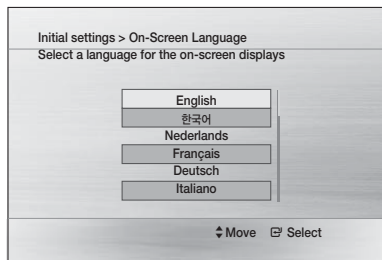 Initial settings > On-Screen Language
Select a language for the on-screen displays
English
한국어
Nederlands
Français
Deutsch
Italiano
Move Select